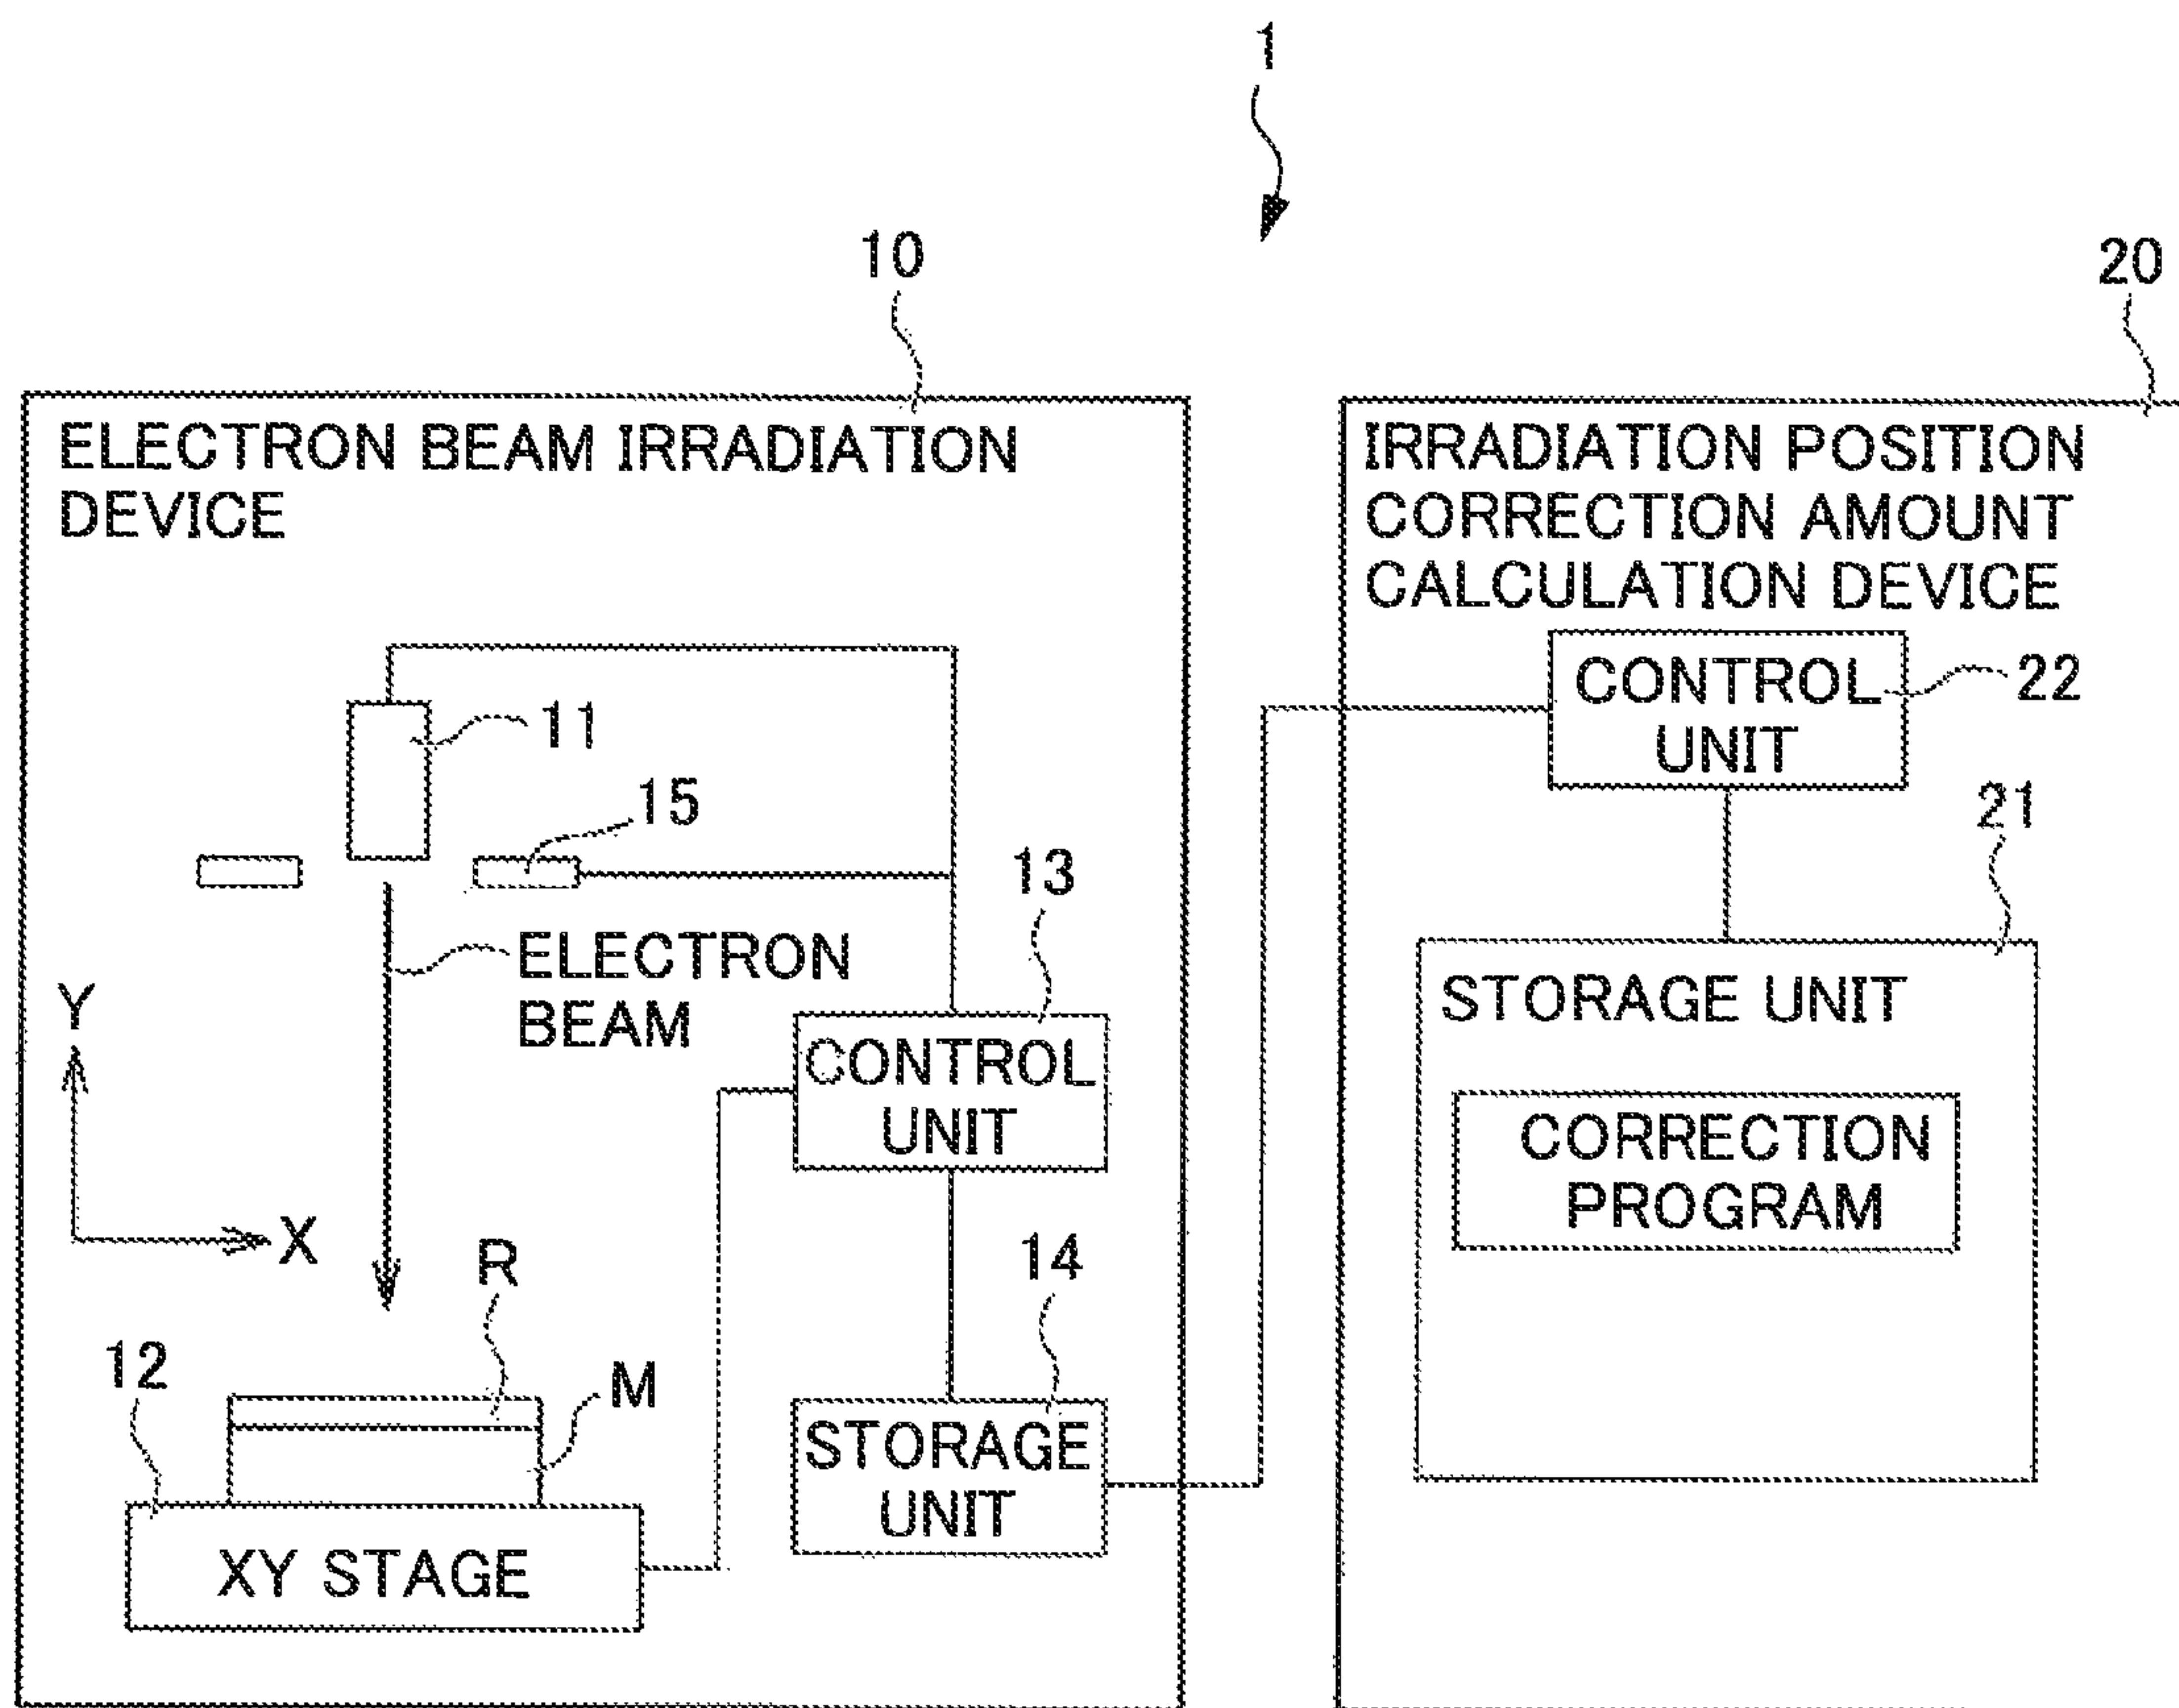 1
10
20
ELECTRON BEAM IRRADIATION
DEVICE
11
15
13
ELECTRON
BEAM
Y
X
CONTROL
UNIT
R
14
12
M
STORAGE
UNIT
XY STAGE
IRRADIATION POSITION
CORRECTION AMOUNT
CALCULATION DEVICE
CONTROL
UNIT
22
21
STORAGE UNIT
CORRECTION
PROGRAM